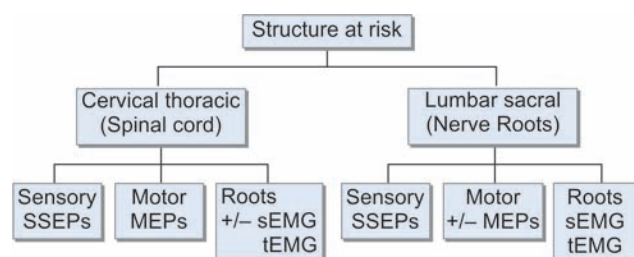 Structure at risk
Cervical thoracic
(Spinal cord)
Lumbar sacral
(Nerve Roots)
Sensory
SSEPs
Motor
MEPs
Roots
+/– sEMG
tEMG
Sensory
SSEPs
Motor
+/– MEPs
Roots
sEMG
tEMG